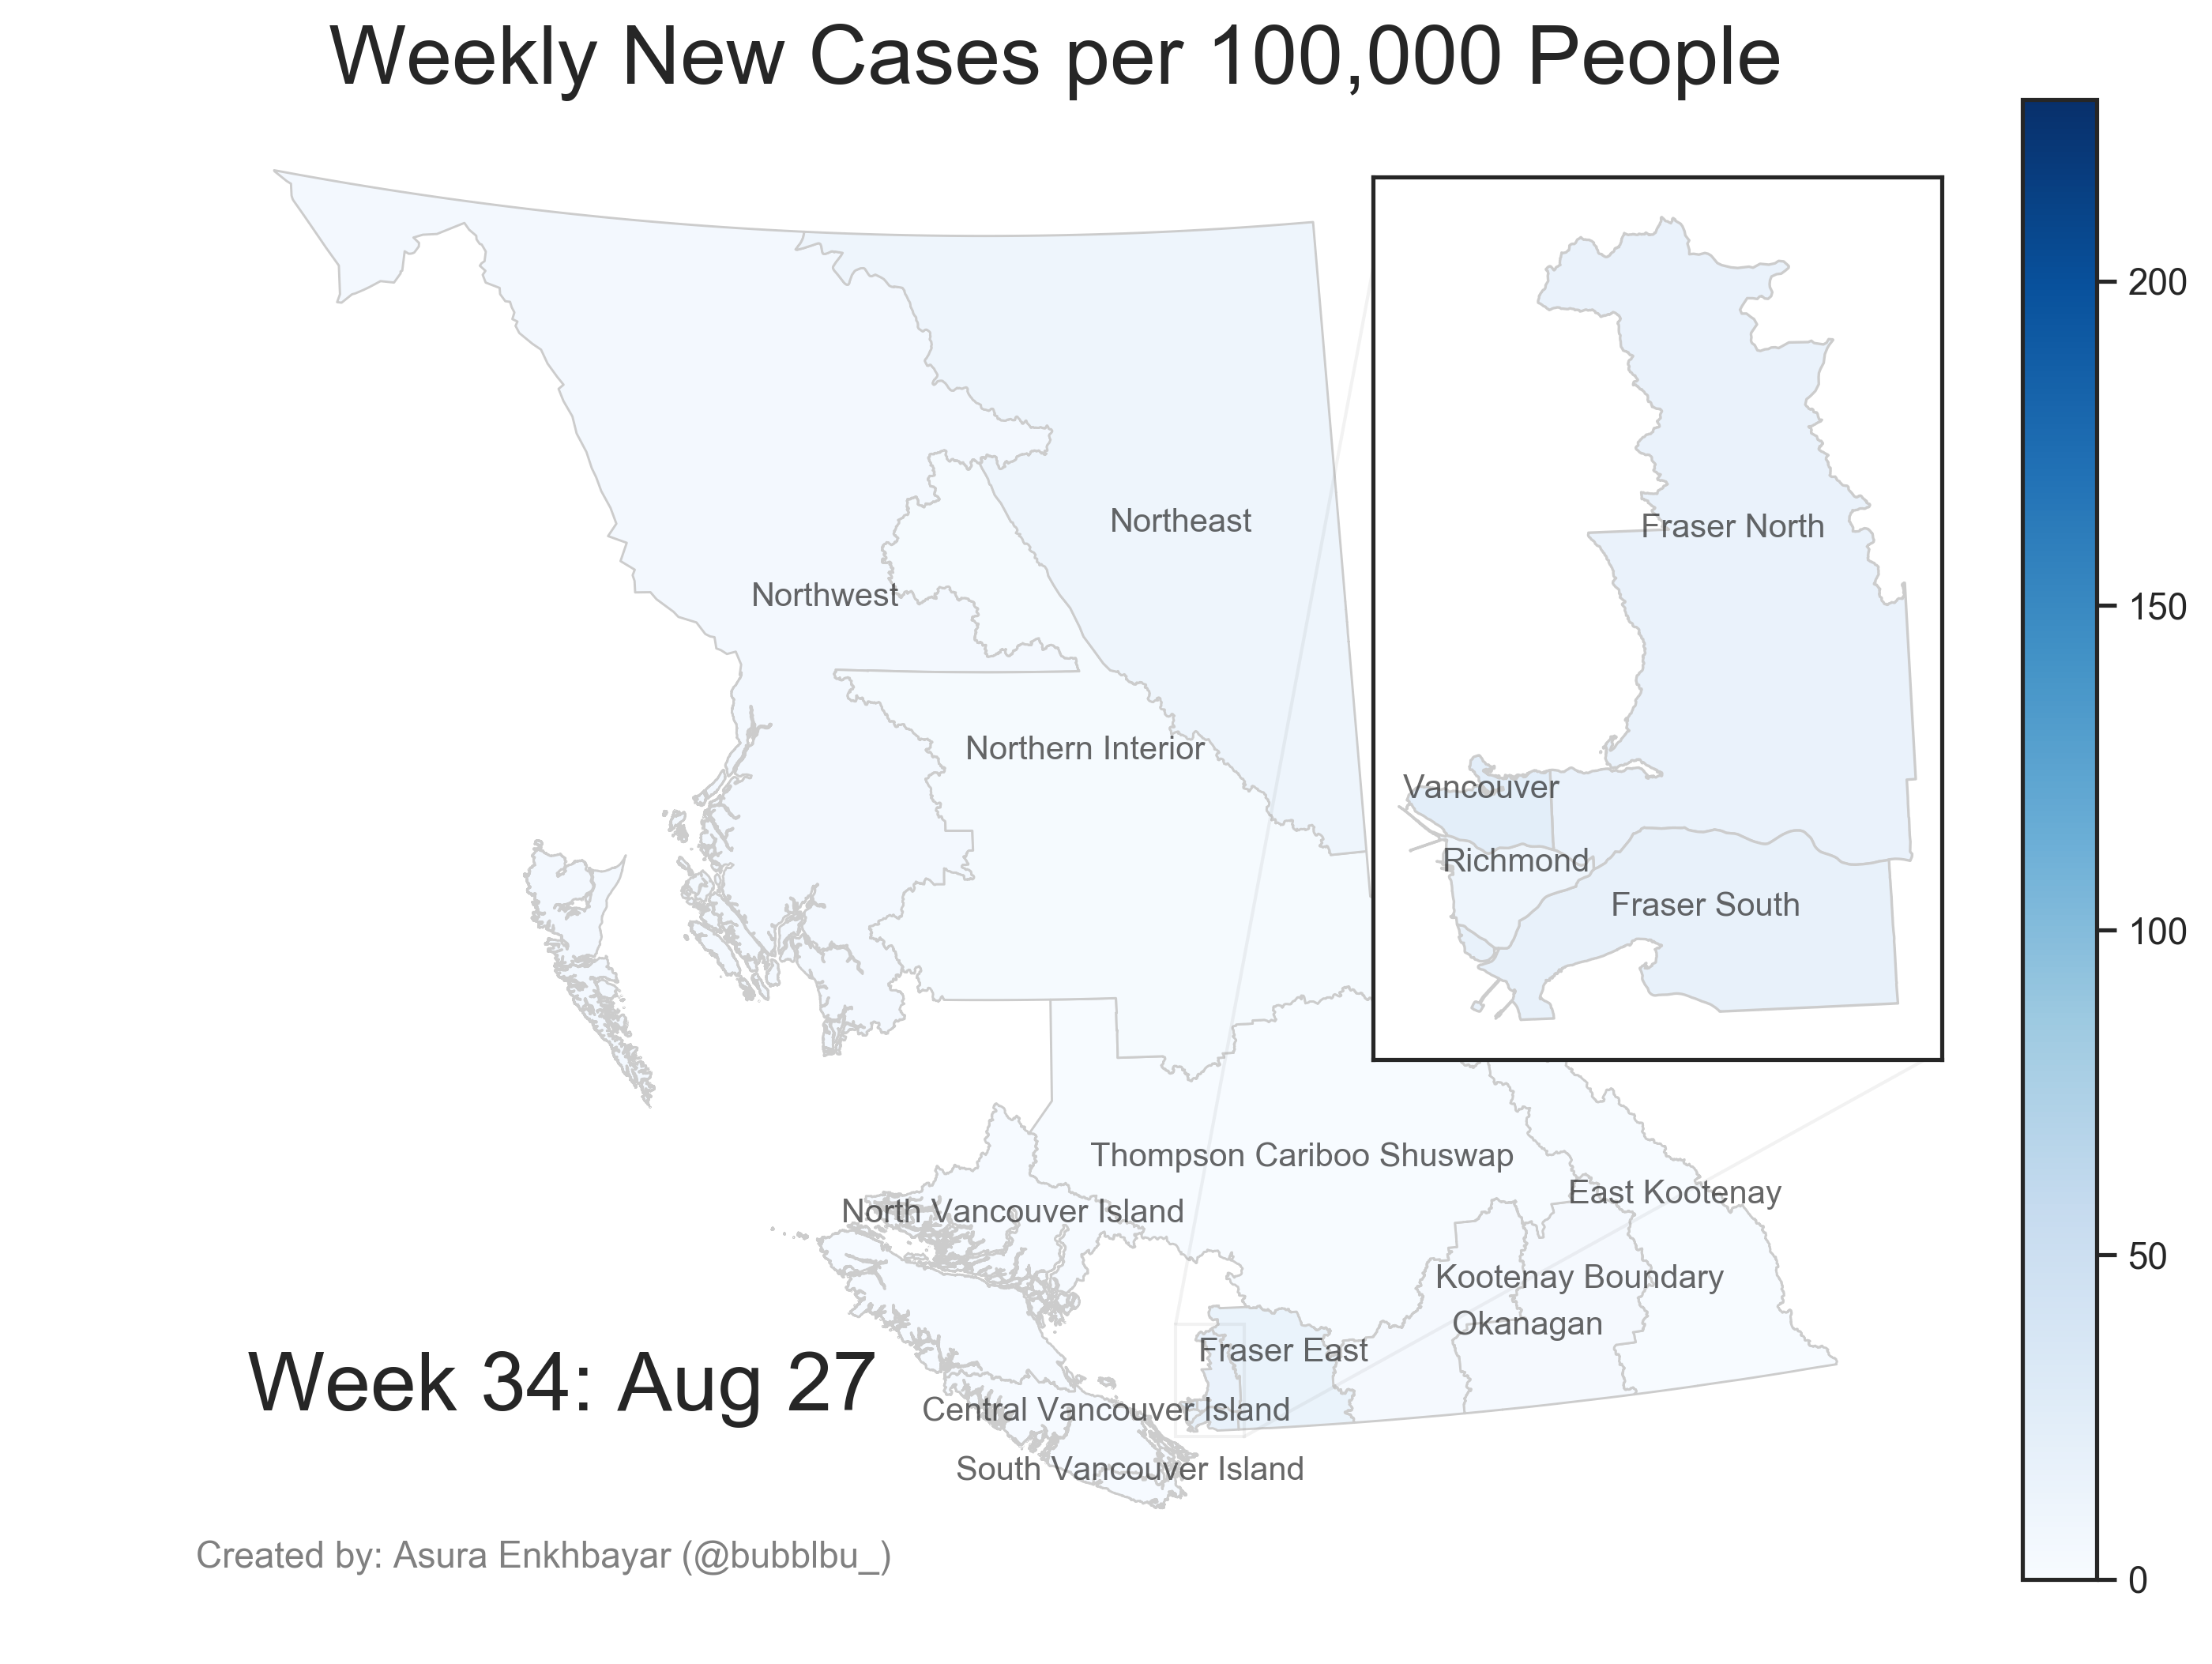 Weekly New Cases per 100,000 People
200
150
100
50
0
Northeast
Northwest
Northern Interior
Fraser North
Vancouver
Richmond
Fraser South
Thompson Cariboo Shuswap
East Kootenay
North Vancouver Island
Kootenay Boundary
Okanagan
Fraser East
Central Vancouver Island
South Vancouver Island
Week 34: Aug 27
Created by: Asura Enkhbayar (@bubblbu_)